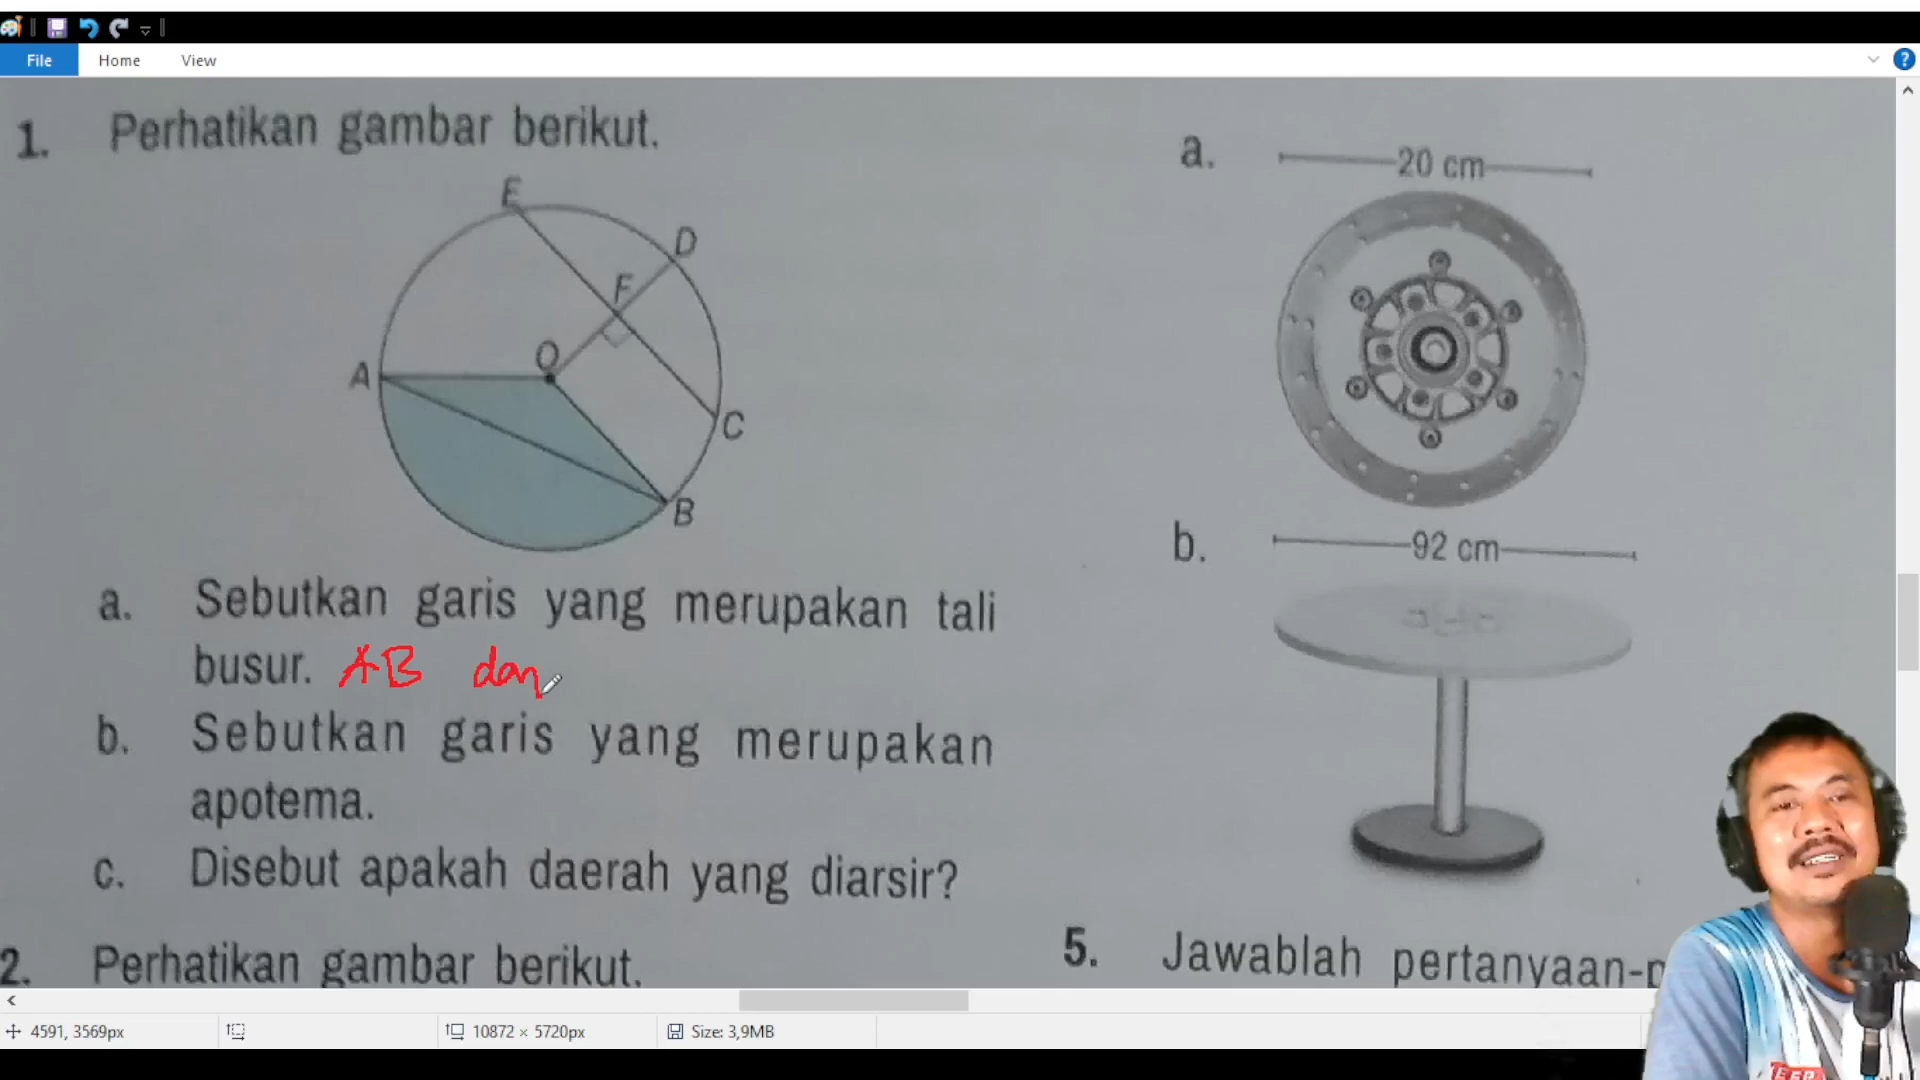 File Home View
1. Perhatikan gambar berikut.
E
D
F
O
A
C
B
a. Sebutkan garis yang merupakan tali
busur. AB dan
b. Sebutkan garis yang merupakan
apotema.
c. Disebut apakah daerah yang diarsir?
2. Perhatikan gambar berikut.
a. 20 cm
b. 92 cm
5. Jawablah pertanyaan-p
4591, 3569px
10872 × 5720px
Size: 3,9MB